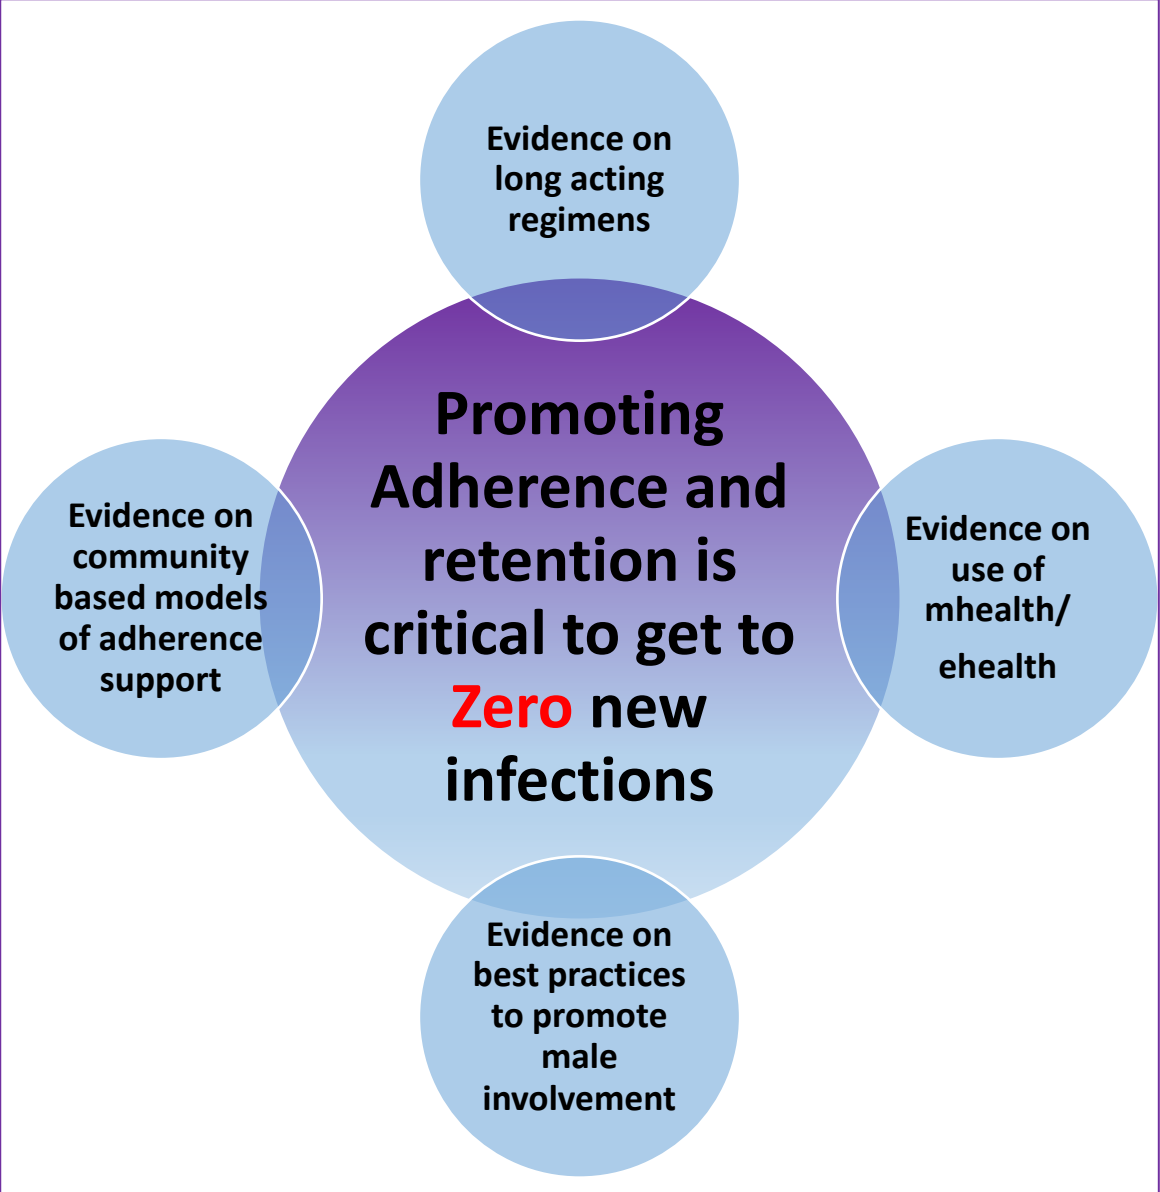 Evidence on
long acting
regimens
Promoting
Adherence and
retention is
critical to get to
Zero new
infections
Evidence on
community
based models
of adherence
support
Evidence on
use of
mhealth/
ehealth
Evidence on
best practices
to promote
male
involvement